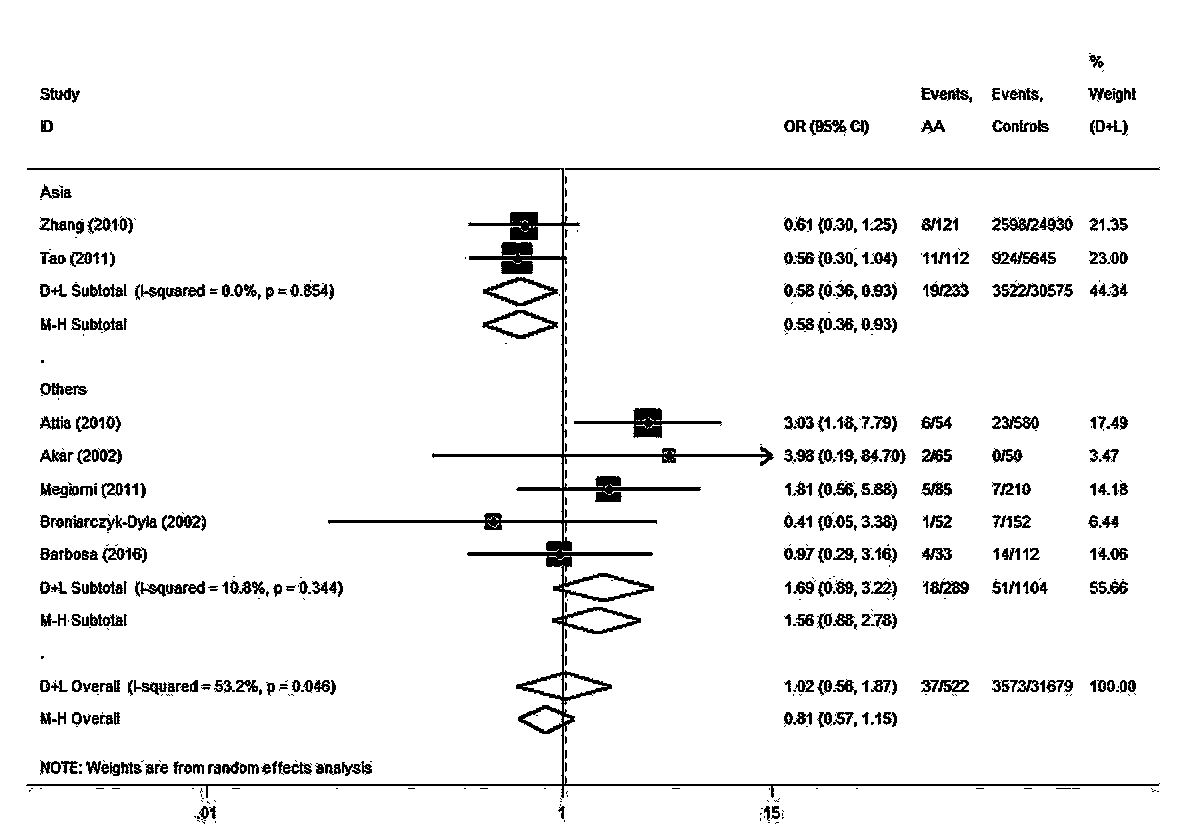 %
Study Events, Events, Weight
ID OR (95% CI) AA Controls (D+L)
Asia
Zhang (2010) 0.61 (0.30, 1.25) 8/121 2598/24930 21.35
Tao (2011) 0.56 (0.30, 1.04) 11/112 924/5645 23.00
D+L Subtotal (I-squared = 0.0%, p = 0.854) 0.58 (0.36, 0.93) 19/233 3522/30575 44.34
M-H Subtotal 0.58 (0.36, 0.93)
.
Others
Attia (2010) 3.03 (1.18, 7.79) 6/54 23/580 17.49
Akar (2002) 3.98 (0.19, 84.70) 2/65 0/50 3.47
Megiorni (2011) 1.81 (0.56, 5.88) 5/85 7/210 14.18
Broniarczyk-Dyla (2002) 0.41 (0.05, 3.38) 1/52 7/152 6.44
Barbosa (2016) 0.97 (0.29, 3.16) 4/33 14/112 14.06
D+L Subtotal (I-squared = 10.8%, p = 0.344) 1.69 (0.89, 3.22) 18/289 51/1104 55.66
M-H Subtotal 1.56 (0.88, 2.78)
.
D+L Overall (I-squared = 53.2%, p = 0.046) 1.02 (0.56, 1.87) 37/522 3573/31679 100.00
M-H Overall 0.81 (0.57, 1.15)
NOTE: Weights are from random effects analysis
.01 1 15